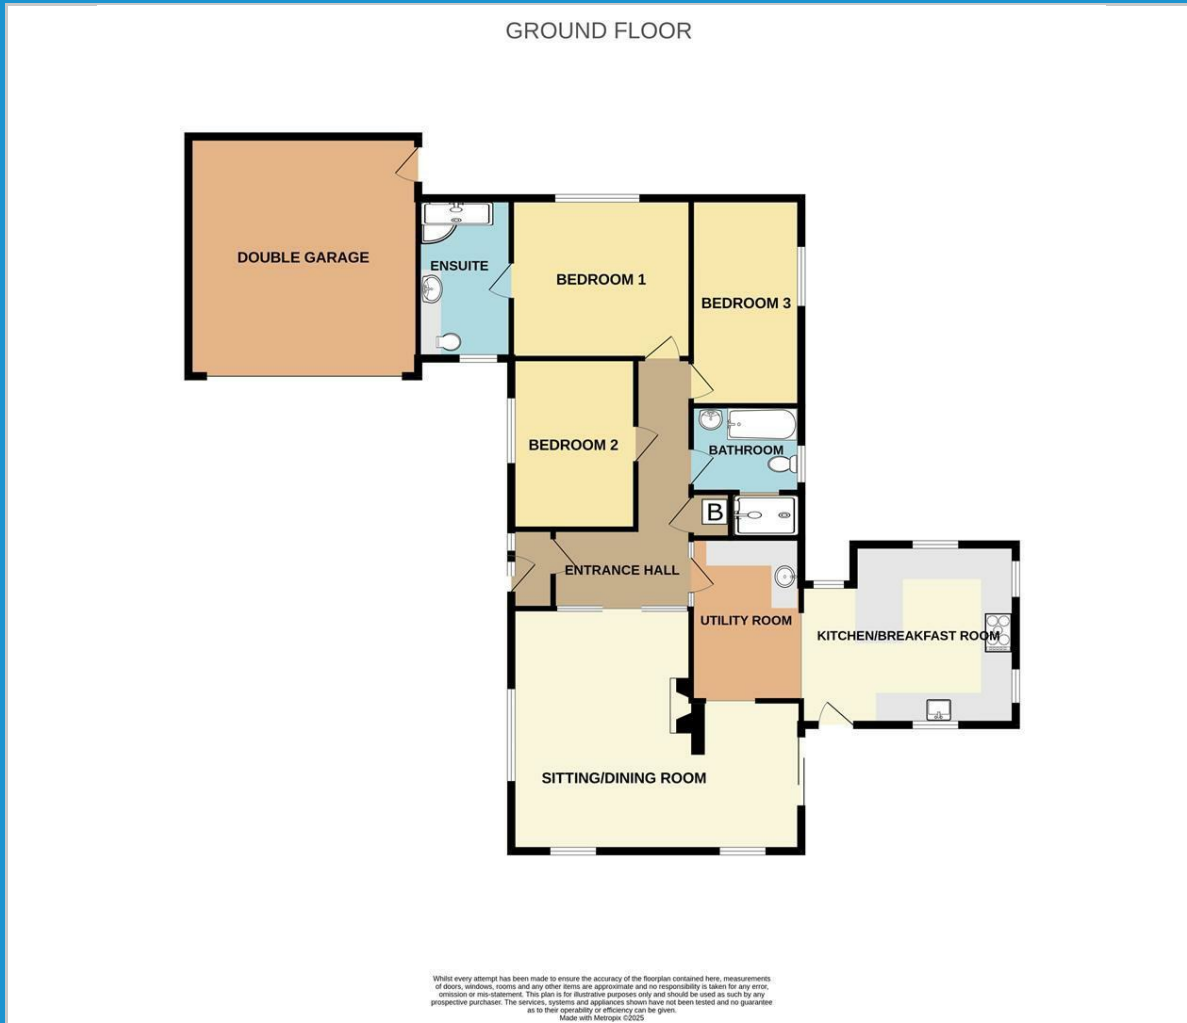 GROUND FLOOR
DOUBLE GARAGE
ENSUITE
BEDROOM 1
BEDROOM 3
BEDROOM 2
BATHROOM
B
ENTRANCE HALL
UTILITY ROOM
KITCHEN/BREAKFAST ROOM
SITTING/DINING ROOM
Whilst every attempt has been made to ensure the accuracy of the floorplan contained here, measurements
of doors, windows, rooms and any other items are approximate and no responsibility is taken for any error,
omission or mis-statement. This plan is for illustrative purposes only and should be used as such by any
prospective purchaser. The services, systems and appliances shown have not been tested and no guarantee
as to their operability or efficiency can be given.
Made with Metropix ©2025